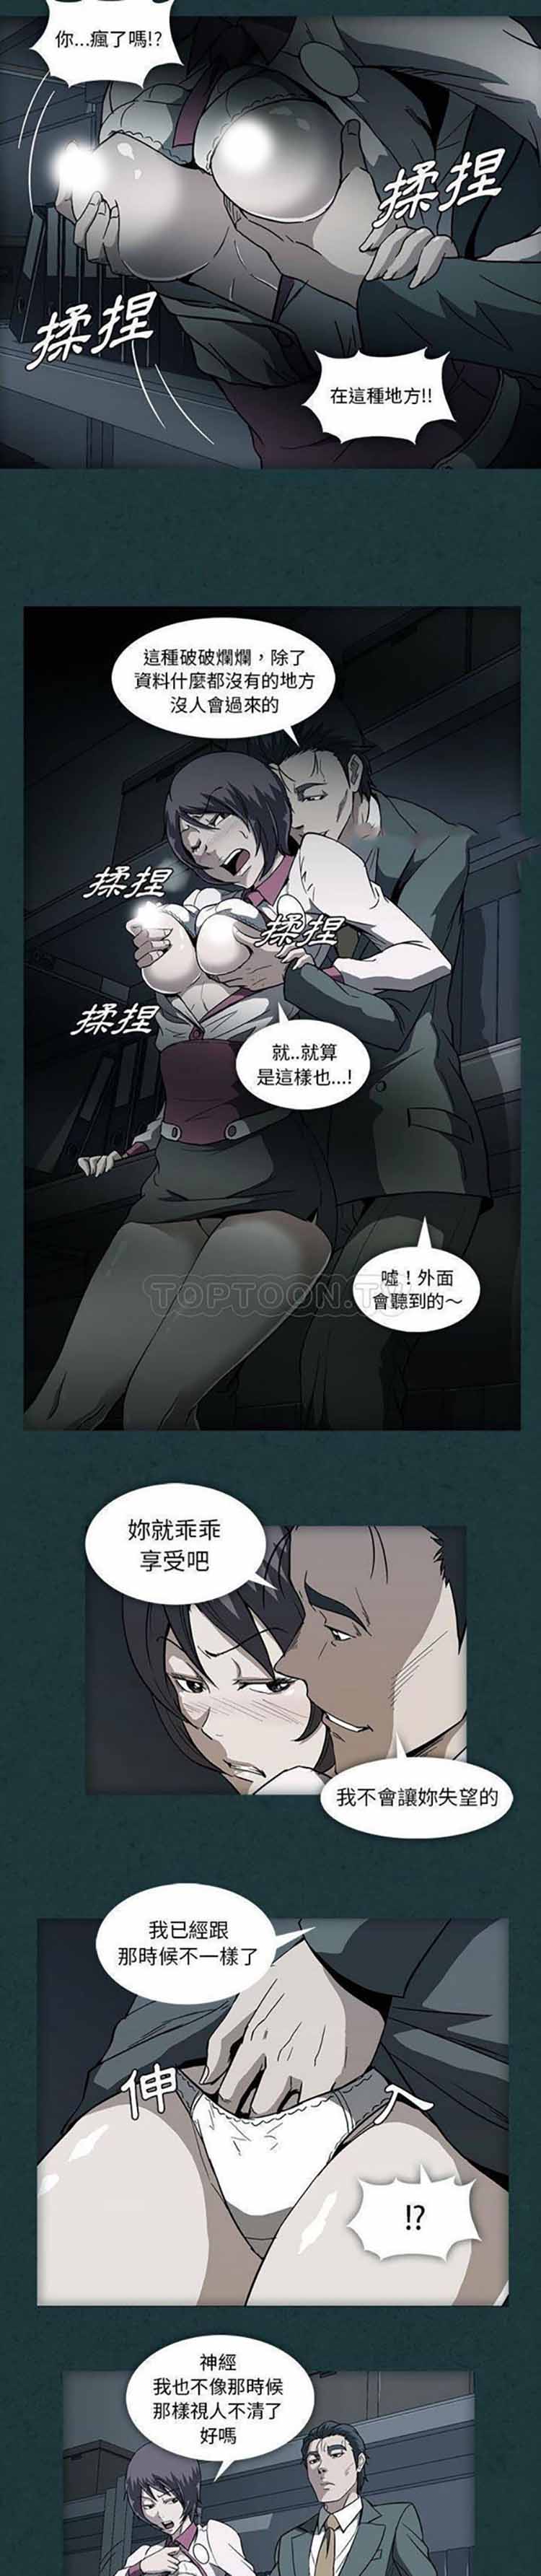 你...瘋了嗎!?
揉捏
揉捏
在這種地方!!
這種破破爛爛，除了
資料什麼都沒有的地方
沒人會過來的
揉捏
揉捏
揉捏
就..就算
是這樣也...!
噓！外面
會聽到的～
TOPTOON.TV
妳就乖乖
享受吧
我不會讓妳失望的
我已經跟
那時候不一樣了
伸入
!?
神經
我也不像那時候
那樣視人不清了
好嗎